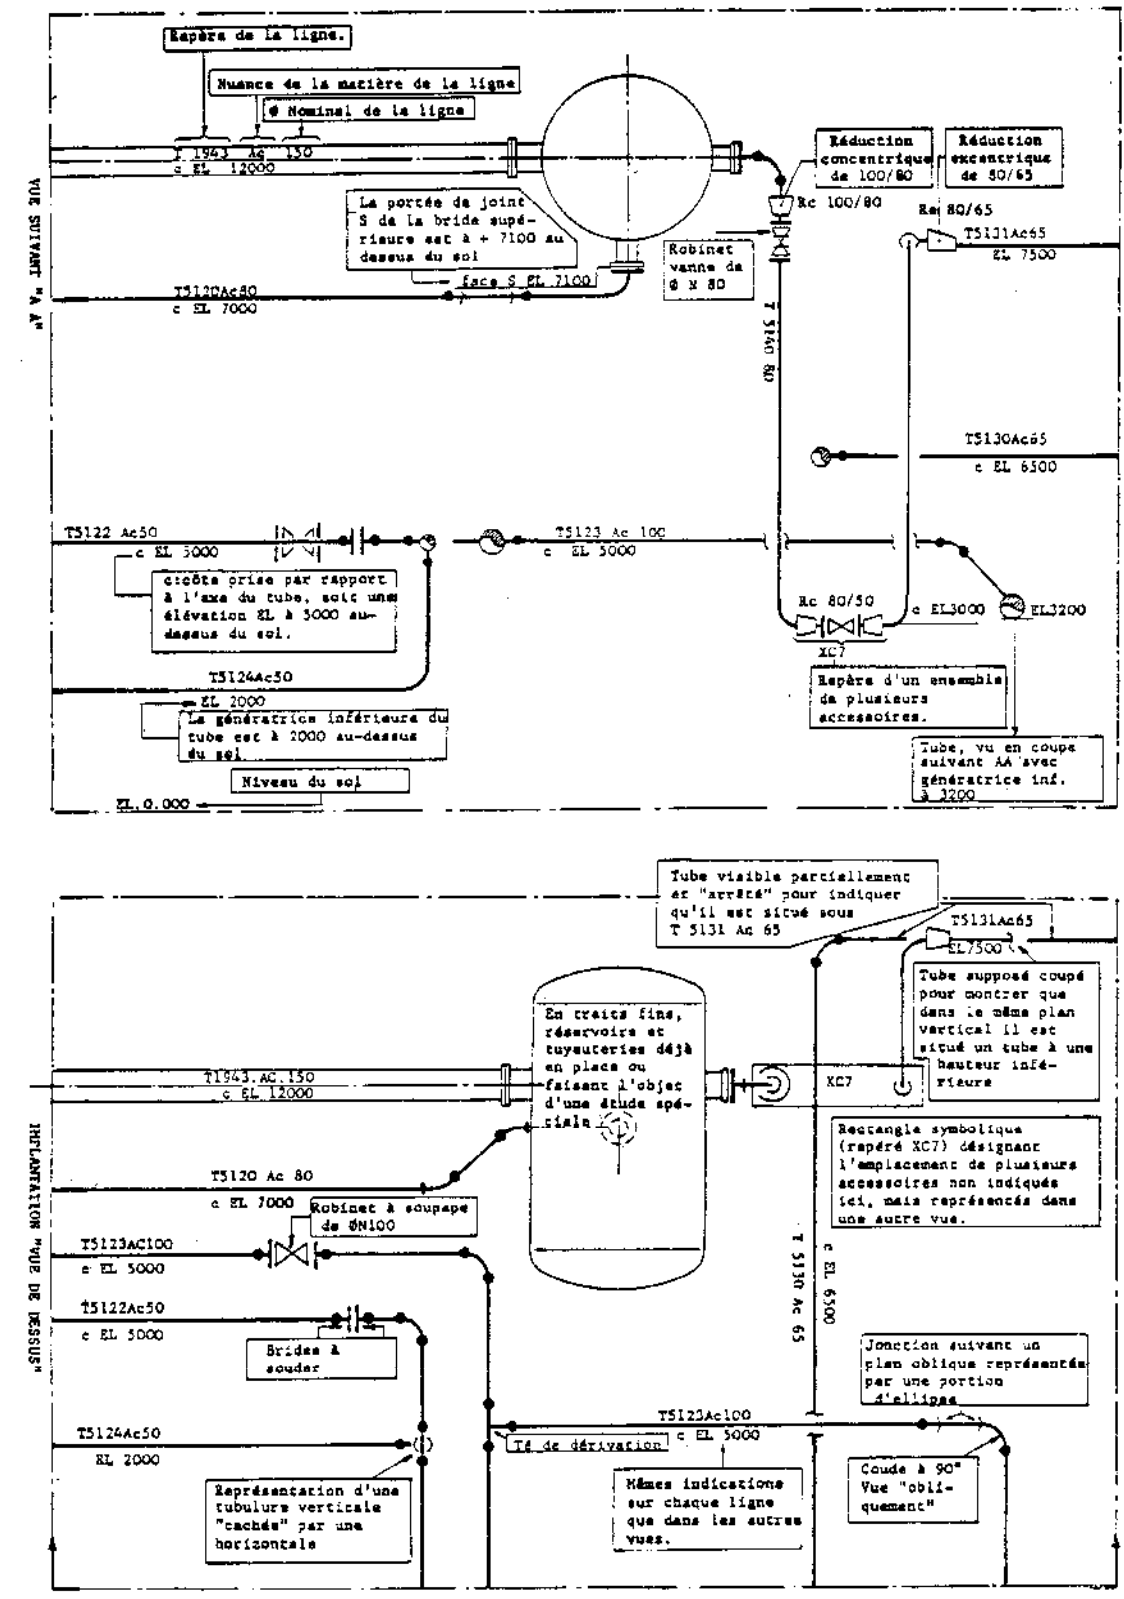 Repère de la ligne.
Nuance de la matière de la ligne
Ø Nominal de la ligne
T 1943 Ac 150
c EL 12000
Réduction
concentrique
de 100/80
Réduction
excentrique
de 80/65
La portée de joint
S de la bride supé-
rieure est à + 7100 au
dessus du sol
Rc 100/80
Re 80/65
T5131Ac65
EL 7500
Robinet
vanne de
Ø N 80
face S EL 7100
T5120Ac80
c EL 7000
VUE SUIVANT "A A"
T 5140 80
T5130Ac65
c EL 6500
T5122 Ac50
c EL 5000
T5123 Ac 100
c EL 5000
c:côte prise par rapport
à l'axe du tube, soit une
élévation EL à 5000 au-
dessus du sol.
Rc 80/50
c EL3000
EL3200
XC7
T5124Ac50
EL 2000
Repère d'un ensemble
de plusieurs
accessoires.
La génératrice inférieure du
tube est à 2000 au-dessus
du sol
Tube, vu en coupe
suivant AA avec
génératrice inf.
à 3200
Niveau du sol
EL.0.000
Tube visible partiellement
et "arrêté" pour indiquer
qu'il est situé sous
T 5131 Ac 65
T5131Ac65
EL7500
Tube supposé coupé
pour montrer que
dans le même plan
vertical il est
situé un tube à une
hauteur infé-
rieure
En traits fins,
réservoirs et
tuyauteries déjà
en place ou
faisant l'objet
d'une étude spé-
ciale
T1943.AC.150
c EL 12000
XC7
Rectangle symbolique
(repéré XC7) désignant
l'emplacement de plusieurs
accessoires non indiqués
ici, mais représentés dans
une autre vue.
IMPLANTATION "VUE DE DESSUS"
T5120 Ac 80
c EL 7000
Robinet à soupape
de ØN100
T5123AC100
c EL 5000
T 5130 Ac 65
c EL 6500
T5122Ac50
c EL 5000
Brides à
souder
Jonction suivant un
plan oblique représentée
par une portion
d'ellipse
T5123Ac100
c EL 5000
T5124Ac50
EL 2000
Té de dérivation
Représentation d'une
tubulure verticale
"cachée" par une
horizontale
Mêmes indications
sur chaque ligne
que dans les autres
vues.
Coude à 90°
Vue "obli-
quement"